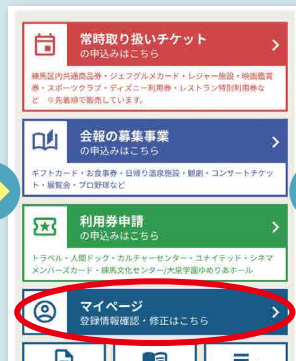 常時取り扱いチケット
の申込みはこちら
練馬区内共通商品券・ジェフグルメカード・レジャー施設・映画鑑賞
券・スポーツクラブ・ディズニー利用券・レストラン特別利用券な
ど ※先着順で販売しています。
会報の募集事業
の申込みはこちら
ギフトカード・お食事券・日帰り温泉施設・観劇・コンサートチケッ
ト・展覧会・プロ野球など
利用券申請
の申込みはこちら
トラベル・人間ドック・カルチャーセンター・ユナイテッド・シネマ
メンバーズカード・練馬文化センター/大泉学園ゆめりあホール
マイページ
登録情報確認・修正はこちら